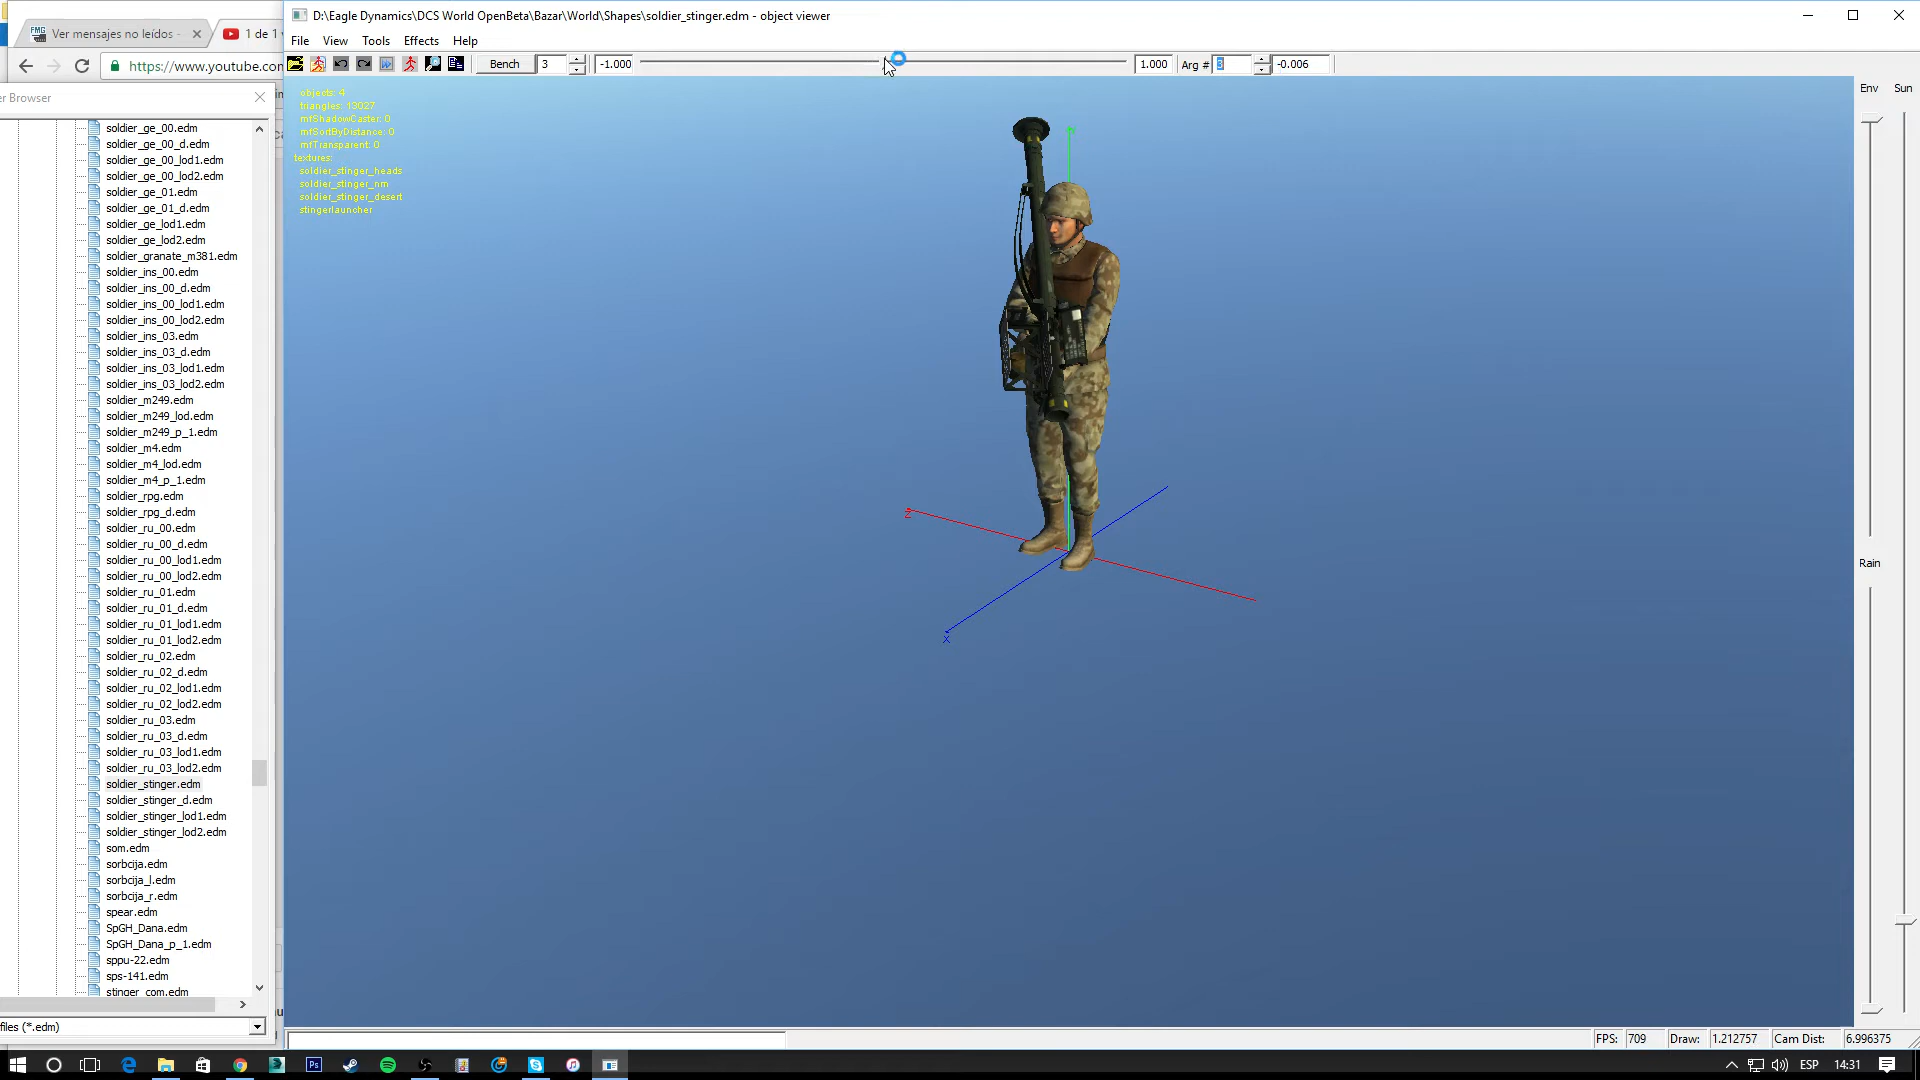 D:\Eagle Dynamics\DCS World OpenBeta\Bazar\World\Shapes\soldier_stinger.edm - object viewer
Ver mensajes no leídos -
1 de 1
File View Tools Effects Help
https://www.youtube.con
Bench 3 -1.000 1.000 Arg # 3 -0.006
er Browser
Env Sun
objects: 4
triangles: 13027
mfShadowCaster: 0
mfSortByDistance: 0
mfTransparent: 0
textures:
soldier_stinger_heads
soldier_stinger_nm
soldier_stinger_desert
stingerlauncher
z
x
Rain
soldier_ge_00.edm
soldier_ge_00_d.edm
soldier_ge_00_lod1.edm
soldier_ge_00_lod2.edm
soldier_ge_01.edm
soldier_ge_01_d.edm
soldier_ge_lod1.edm
soldier_ge_lod2.edm
soldier_granate_m381.edm
soldier_ins_00.edm
soldier_ins_00_d.edm
soldier_ins_00_lod1.edm
soldier_ins_00_lod2.edm
soldier_ins_03.edm
soldier_ins_03_d.edm
soldier_ins_03_lod1.edm
soldier_ins_03_lod2.edm
soldier_m249.edm
soldier_m249_lod.edm
soldier_m249_p_1.edm
soldier_m4.edm
soldier_m4_lod.edm
soldier_m4_p_1.edm
soldier_rpg.edm
soldier_rpg_d.edm
soldier_ru_00.edm
soldier_ru_00_d.edm
soldier_ru_00_lod1.edm
soldier_ru_00_lod2.edm
soldier_ru_01.edm
soldier_ru_01_d.edm
soldier_ru_01_lod1.edm
soldier_ru_01_lod2.edm
soldier_ru_02.edm
soldier_ru_02_d.edm
soldier_ru_02_lod1.edm
soldier_ru_02_lod2.edm
soldier_ru_03.edm
soldier_ru_03_d.edm
soldier_ru_03_lod1.edm
soldier_ru_03_lod2.edm
soldier_stinger.edm
soldier_stinger_d.edm
soldier_stinger_lod1.edm
soldier_stinger_lod2.edm
som.edm
sorbcija.edm
sorbcija_l.edm
sorbcija_r.edm
spear.edm
SpGH_Dana.edm
SpGH_Dana_p_1.edm
sppu-22.edm
sps-141.edm
stinger_com.edm
files (*.edm)
FPS: 709 Draw: 1.212757 Cam Dist: 6.996375
ESP 14:31